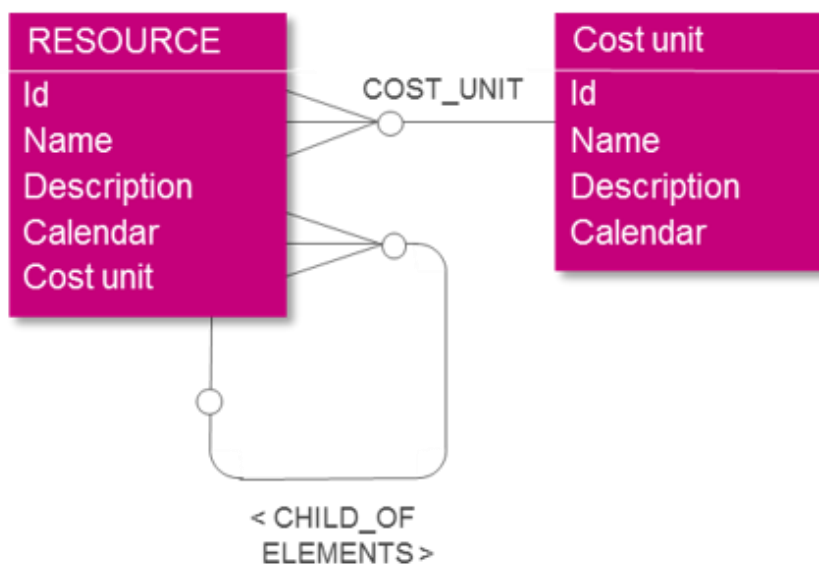 RESOURCE
Id
Name
Description
Calendar
Cost unit
COST_UNIT
Cost unit
Id
Name
Description
Calendar
< CHILD_OF
ELEMENTS >